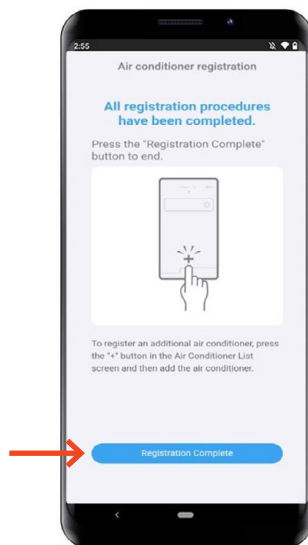 2:55
Air conditioner registration
All registration procedures
have been completed.
Press the "Registration Complete"
button to end.
+
To register an additional air conditioner, press
the "+" button in the Air Conditioner List
screen and then add the air conditioner.
Registration Complete